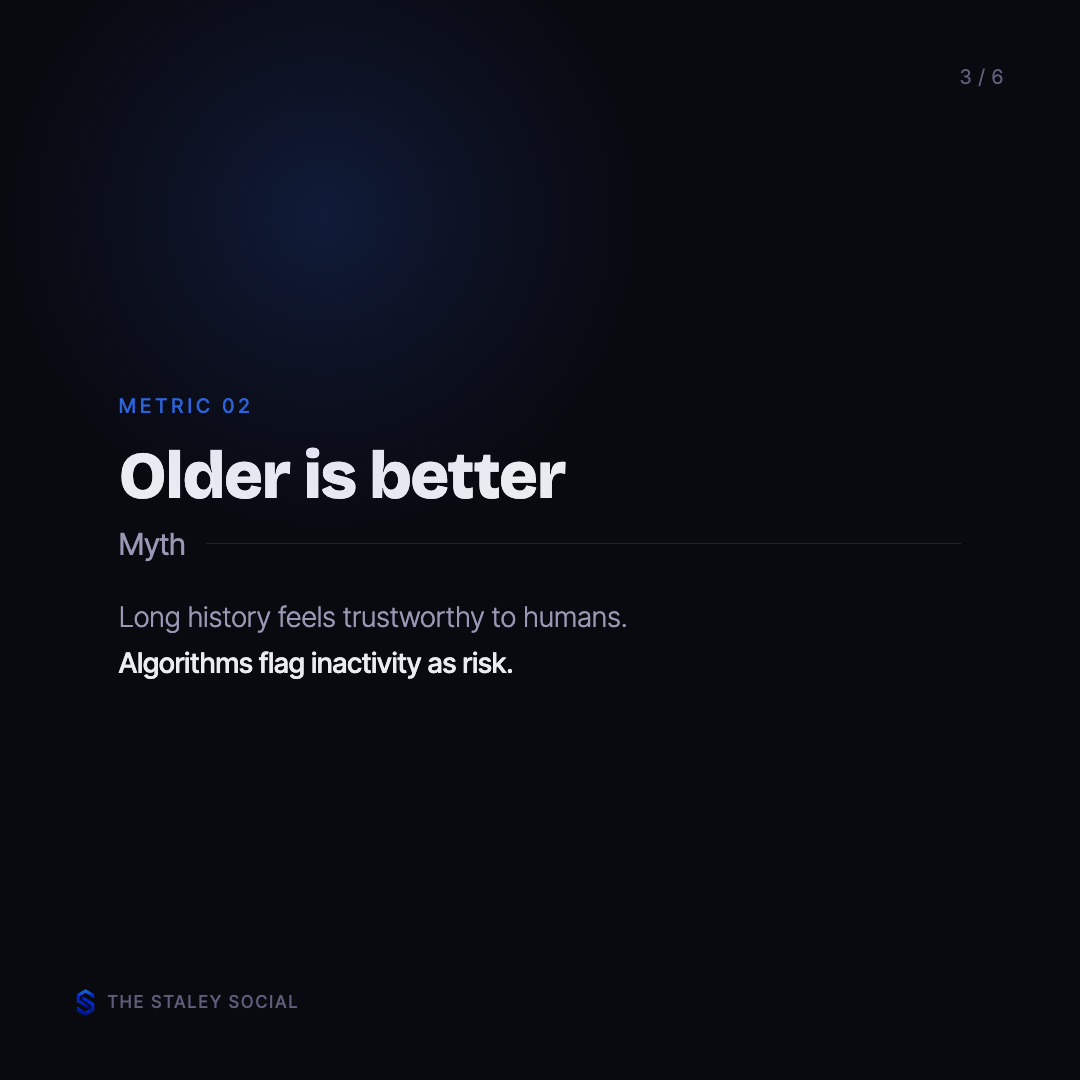 3 / 6
METRIC 02
Older is better
Myth
Long history feels trustworthy to humans.
Algorithms flag inactivity as risk.
THE STALEY SOCIAL